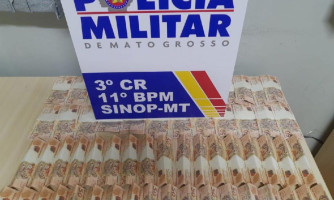 POLÍCIA
MILITAR
DE MATO GROSSO
3º CR
11º BPM
SINOP-MT